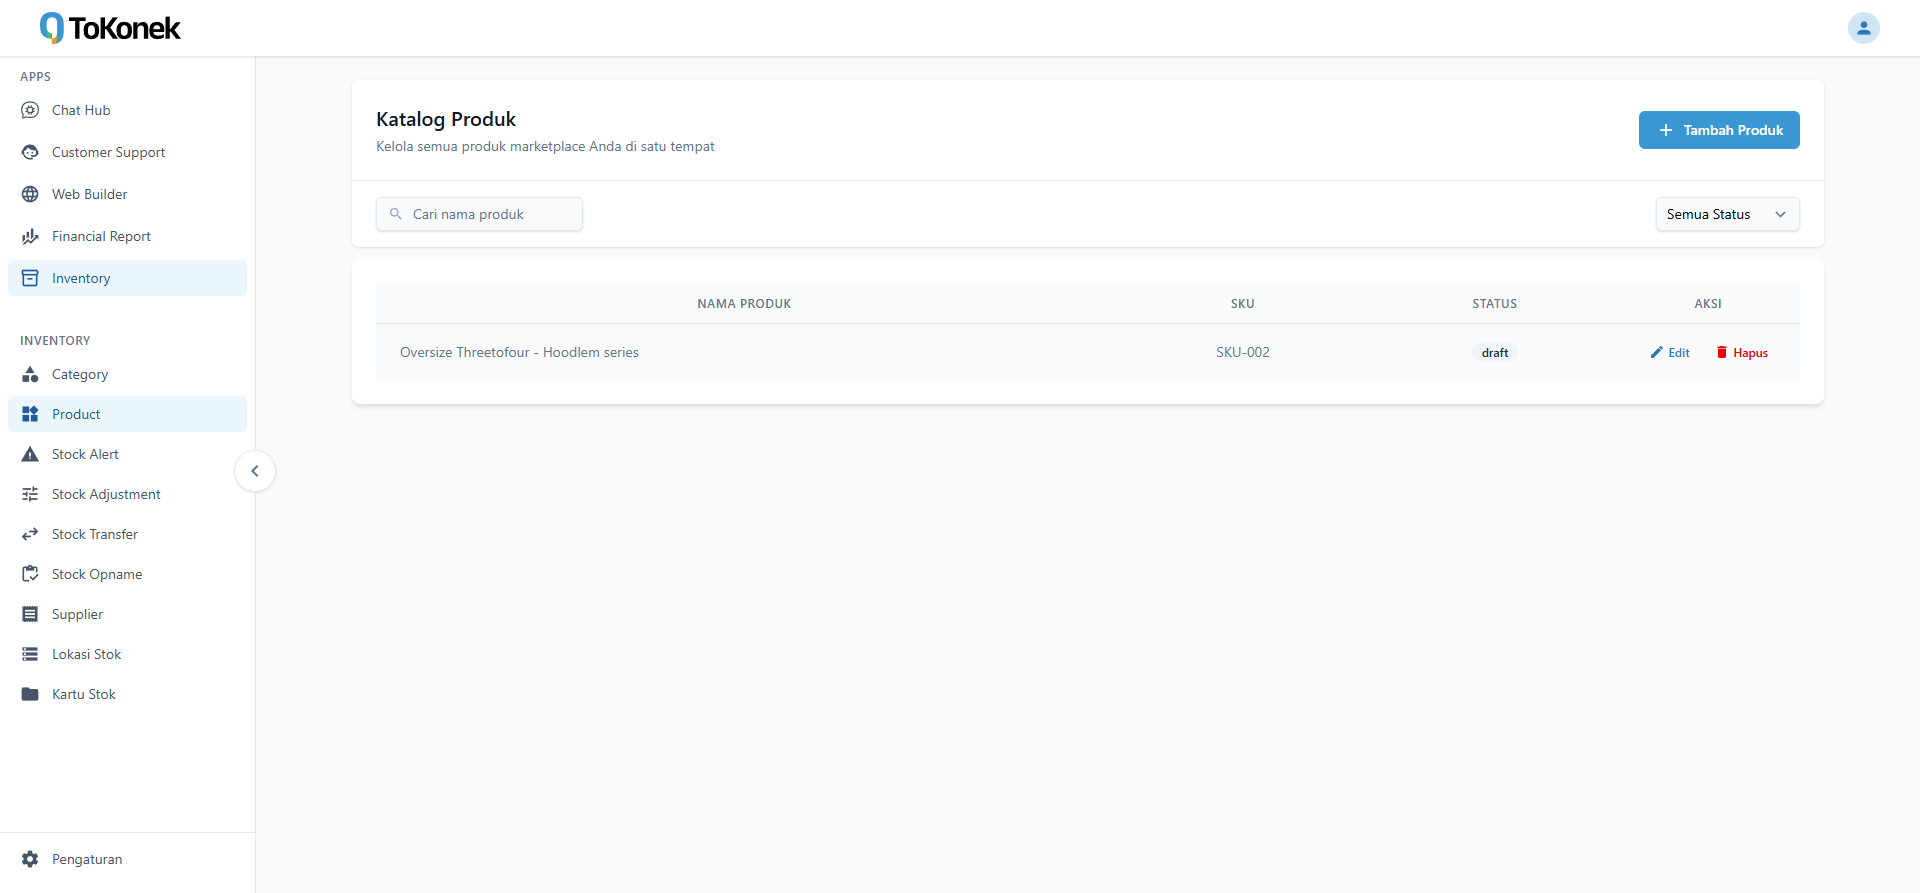 ToKonek
APPS
Chat Hub
Customer Support
Web Builder
Financial Report
Inventory
INVENTORY
Category
Product
Stock Alert
Stock Adjustment
Stock Transfer
Stock Opname
Supplier
Lokasi Stok
Kartu Stok
Pengaturan
Katalog Produk
Kelola semua produk marketplace Anda di satu tempat
Tambah Produk
Cari nama produk
Semua Status
NAMA PRODUK SKU STATUS AKSI
Oversize Threetofour - Hoodlem series SKU-002 draft Edit Hapus